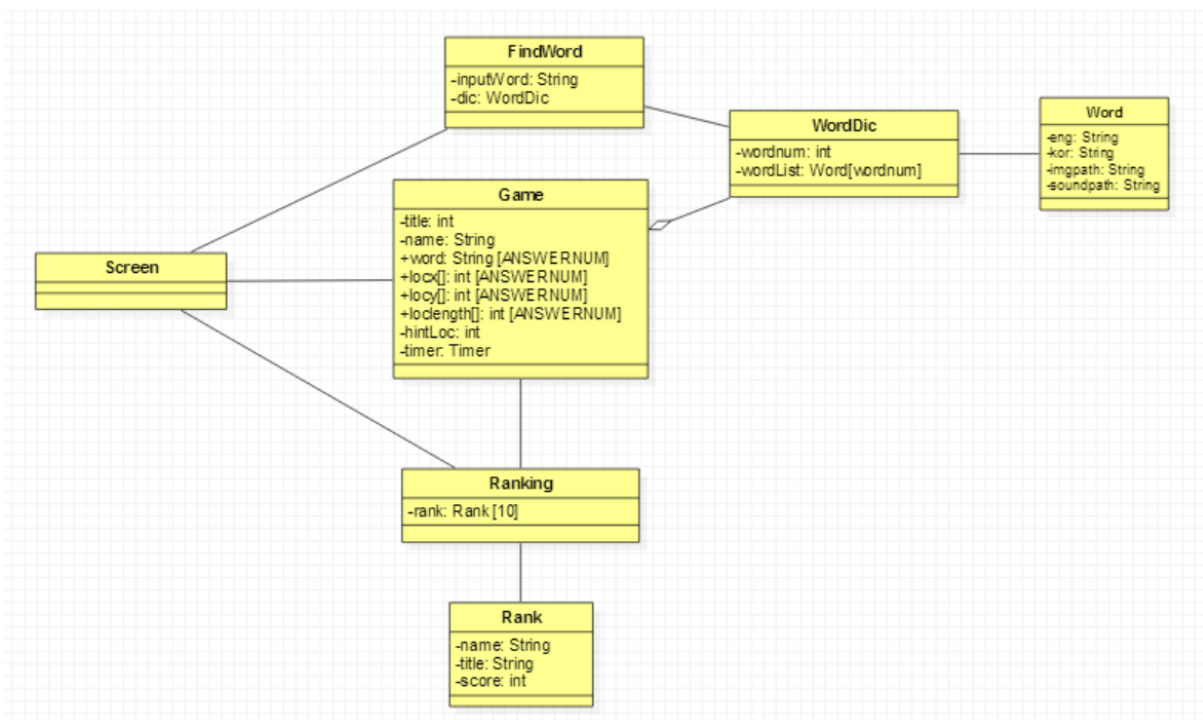 FindWord
-inputWord: String
-dic: WordDic
WordDic
-wordnum: int
-wordList: Word[wordnum]
Word
-eng: String
-kor: String
-imgpath: String
-soundpath: String
Game
-title: int
-name: String
+word: String [ANSWERNUM]
+locx[]: int [ANSWERNUM]
+locy[]: int [ANSWERNUM]
+loclength[]: int [ANSWERNUM]
-hintLoc: int
-timer: Timer
Screen
Ranking
-rank: Rank [10]
Rank
-name: String
-title: String
-score: int